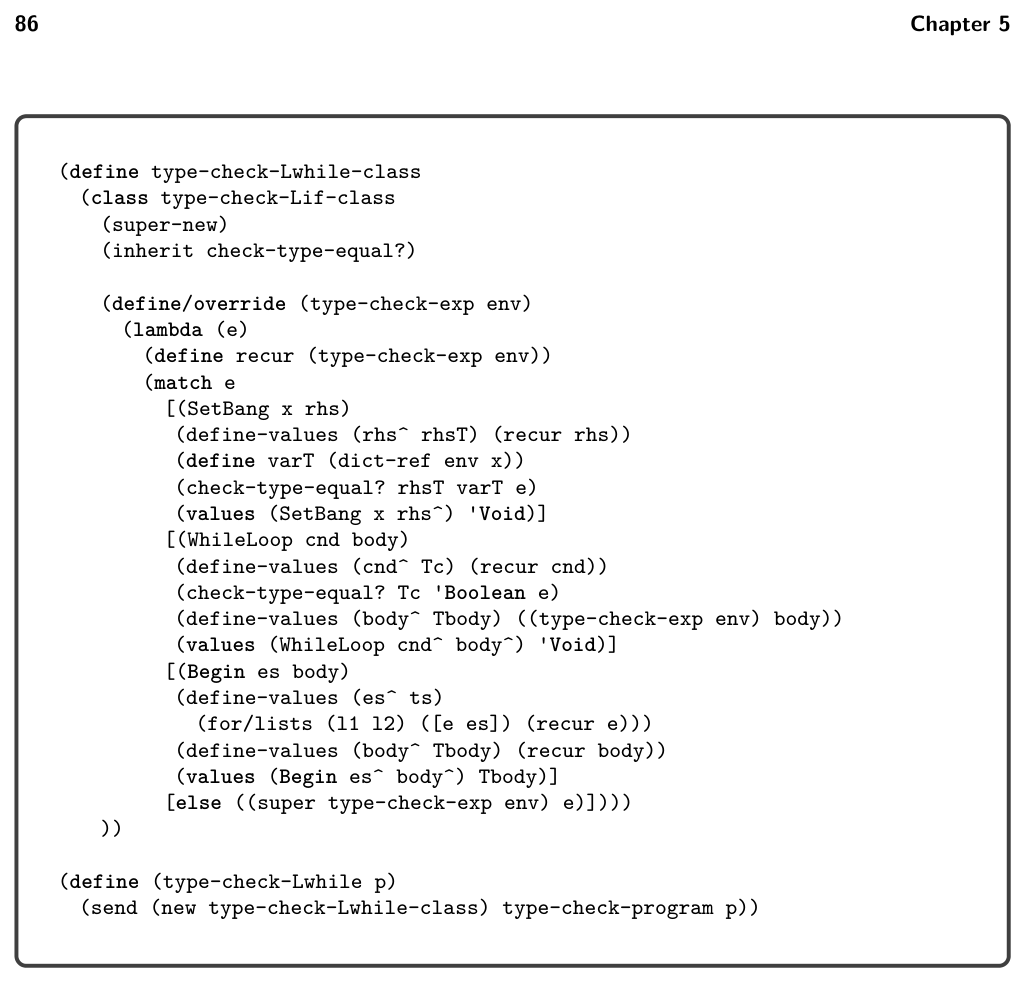 86 Chapter 5
(define type-check-Lwhile-class
  (class type-check-Lif-class
    (super-new)
    (inherit check-type-equal?)

    (define/override (type-check-exp env)
      (lambda (e)
        (define recur (type-check-exp env))
        (match e
          [(SetBang x rhs)
           (define-values (rhs^ rhsT) (recur rhs))
           (define varT (dict-ref env x))
           (check-type-equal? rhsT varT e)
           (values (SetBang x rhs^) 'Void)]
          [(WhileLoop cnd body)
           (define-values (cnd^ Tc) (recur cnd))
           (check-type-equal? Tc 'Boolean e)
           (define-values (body^ Tbody) ((type-check-exp env) body))
           (values (WhileLoop cnd^ body^) 'Void)]
          [(Begin es body)
           (define-values (es^ ts)
             (for/lists (l1 l2) ([e es]) (recur e)))
           (define-values (body^ Tbody) (recur body))
           (values (Begin es^ body^) Tbody)]
          [else ((super type-check-exp env) e)])))
    ))

(define (type-check-Lwhile p)
  (send (new type-check-Lwhile-class) type-check-program p))